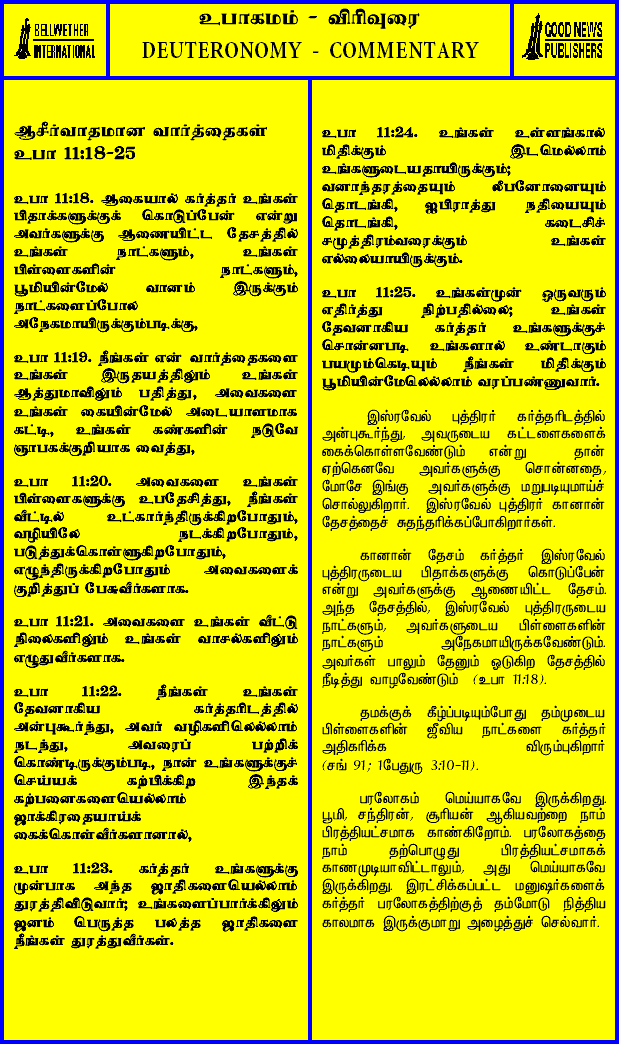 BELLWETHER
INTERNATIONAL
உபாகமம் - விரிவுரை
DEUTERONOMY - COMMENTARY
GOOD NEWS
PUBLISHERS
ஆசீர்வாதமான வார்த்தைகள்
உபா 11:18-25
உபா 11:18. ஆகையால் கர்த்தர் உங்கள்
பிதாக்களுக்குக் கொடுப்பேன் என்று
அவர்களுக்கு ஆணையிட்ட தேசத்தில்
உங்கள் நாட்களும், உங்கள்
பிள்ளைகளின் நாட்களும்,
பூமியின்மேல் வானம் இருக்கும்
நாட்களைப்போல
அநேகமாயிருக்கும்படிக்கு,
உபா 11:19. நீங்கள் என் வார்த்தைகளை
உங்கள் இருதயத்திலும் உங்கள்
ஆத்துமாவிலும் பதித்து, அவைகளை
உங்கள் கையின்மேல் அடையாளமாக
கட்டி, உங்கள் கண்களின் நடுவே
ஞாபகக்குறியாக வைத்து,
உபா 11:20. அவைகளை உங்கள்
பிள்ளைகளுக்கு உபதேசித்து, நீங்கள்
வீட்டில் உட்கார்ந்திருக்கிறபோதும்,
வழியிலே நடக்கிறபோதும்,
படுத்துக்கொள்ளுகிறபோதும்,
எழுந்திருக்கிறபோதும் அவைகளைக்
குறித்துப் பேசுவீர்களாக.
உபா 11:21. அவைகளை உங்கள் வீட்டு
நிலைகளிலும் உங்கள் வாசல்களிலும்
எழுதுவீர்களாக.
உபா 11:22. நீங்கள் உங்கள்
தேவனாகிய கர்த்தரிடத்தில்
அன்புகூர்ந்து, அவர் வழிகளிலெல்லாம்
நடந்து, அவரைப் பற்றிக்
கொண்டிருக்கும்படி, நான் உங்களுக்குச்
செய்யக் கற்பிக்கிற இந்தக்
கற்பனைகளையெல்லாம்
ஜாக்கிரதையாய்க்
கைக்கொள்வீர்களானால்,
உபா 11:23. கர்த்தர் உங்களுக்கு
முன்பாக அந்த ஜாதிகளையெல்லாம்
துரத்திவிடுவார்; உங்களைப்பார்க்கிலும்
ஜனம் பெருத்த பலத்த ஜாதிகளை
நீங்கள் துரத்துவீர்கள்.
உபா 11:24. உங்கள் உள்ளங்கால்
மிதிக்கும் இடமெல்லாம்
உங்களுடையதாயிருக்கும்;
வனாந்தரத்தையும் லீபனோனையும்
தொடங்கி, ஐபிராத்து நதியையும்
தொடங்கி, கடைசிச்
சமுத்திரம்வரைக்கும் உங்கள்
எல்லையாயிருக்கும்.
உபா 11:25. உங்கள்முன் ஒருவரும்
எதிர்த்து நிற்பதில்லை; உங்கள்
தேவனாகிய கர்த்தர் உங்களுக்குச்
சொன்னபடி உங்களால் உண்டாகும்
பயமும்கெடியும் நீங்கள் மிதிக்கும்
பூமியின்மேலெல்லாம் வரப்பண்ணுவார்.
இஸ்ரவேல் புத்திரர் கர்த்தரிடத்தில்
அன்புகூர்ந்து, அவருடைய கட்டளைகளைக்
கைக்கொள்ளவேண்டும் என்று தான்
ஏற்கெனவே அவர்களுக்கு சொன்னதை,
மோசே இங்கு அவர்களுக்கு மறுபடியுமாய்ச்
சொல்லுகிறார். இஸ்ரவேல் புத்திரர் கானான்
தேசத்தைச் சுதந்தரிக்கப்போகிறார்கள்.
கானான் தேசம் கர்த்தர் இஸ்ரவேல்
புத்திரருடைய பிதாக்களுக்கு கொடுப்பேன்
என்று அவர்களுக்கு ஆணையிட்ட தேசம்.
அந்த தேசத்தில், இஸ்ரவேல் புத்திரருடைய
நாட்களும், அவர்களுடைய பிள்ளைகளின்
நாட்களும் அநேகமாயிருக்கவேண்டும்.
அவர்கள் பாலும் தேனும் ஓடுகிற தேசத்தில்
நீடித்து வாழவேண்டும் (உபா 11:18).
தமக்குக் கீழ்ப்படியும்போது தம்முடைய
பிள்ளைகளின் ஜீவிய நாட்களை கர்த்தர்
அதிகரிக்க விரும்புகிறார்
(சங் 91; 1பேதுரு 3:10-11).
பரலோகம் மெய்யாகவே இருக்கிறது.
பூமி, சந்திரன், சூரியன் ஆகியவற்றை நாம்
பிரத்தியட்சமாக காண்கிறோம். பரலோகத்தை
நாம் தற்பொழுது பிரத்தியட்சமாகக்
காணமுடியாவிட்டாலும், அது மெய்யாகவே
இருக்கிறது. இரட்சிக்கப்பட்ட மனுஷர்களைக்
கர்த்தர் பரலோகத்திற்குத் தம்மோடு நித்திய
காலமாக இருக்குமாறு அழைத்துச் செல்வார்.